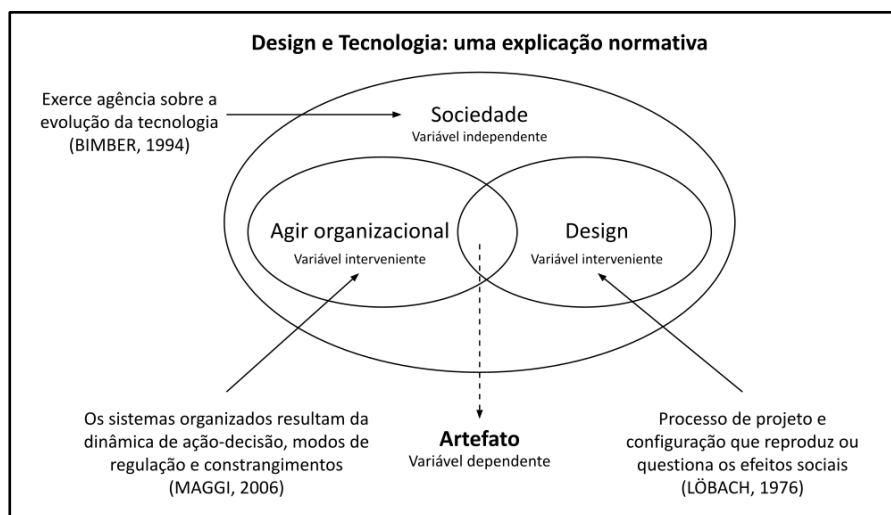 Design e Tecnologia: uma explicação normativa
Exerce agência sobre a
evolução da tecnologia
(BIMBER, 1994)
Sociedade
Variável independente
Agir organizacional
Variável interveniente
Design
Variável interveniente
Os sistemas organizados resultam da
dinâmica de ação-decisão, modos de
regulação e constrangimentos
(MAGGI, 2006)
Artefato
Variável dependente
Processo de projeto e
configuração que reproduz ou
questiona os efeitos sociais
(LÖBACH, 1976)